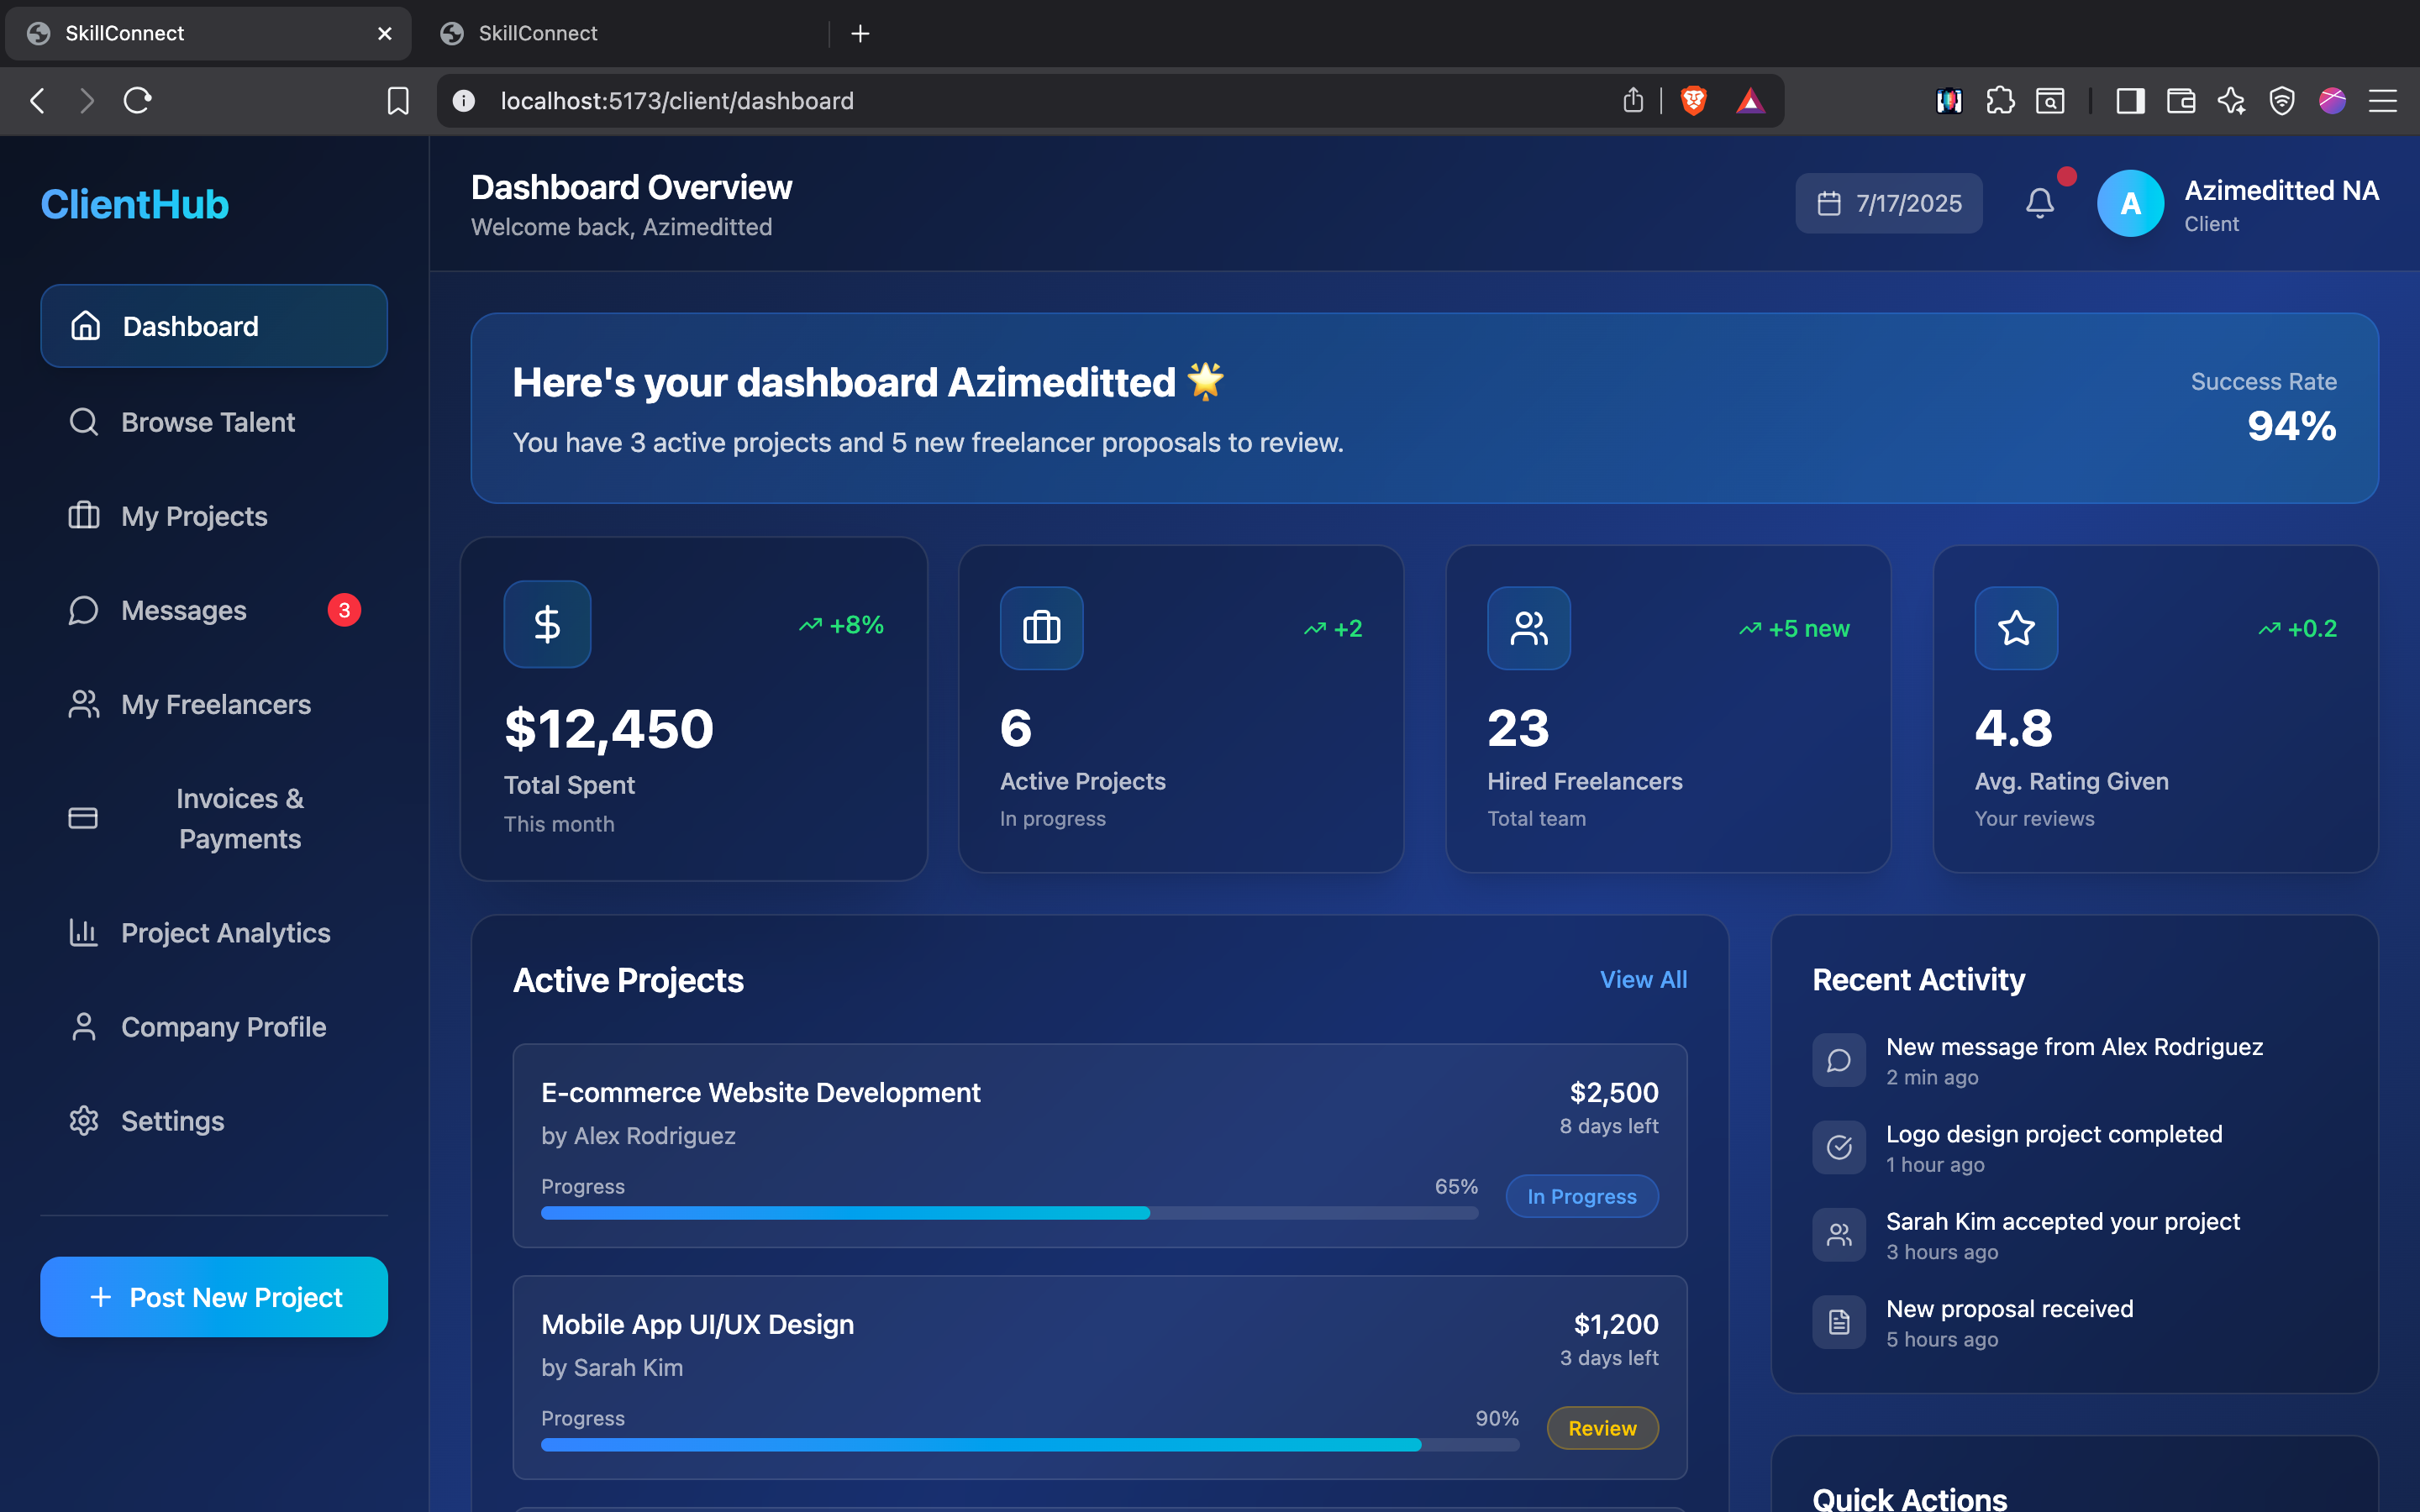 SkillConnect
SkillConnect
localhost:5173/client/dashboard
ClientHub
Dashboard
Browse Talent
My Projects
Messages
3
My Freelancers
Invoices &
Payments
Project Analytics
Company Profile
Settings
Post New Project
Dashboard Overview
Welcome back, Azimeditted
7/17/2025
A
Azimeditted NA
Client
Here's your dashboard Azimeditted 🌟
You have 3 active projects and 5 new freelancer proposals to review.
Success Rate
94%
+8%
$12,450
Total Spent
This month
+2
6
Active Projects
In progress
+5 new
23
Hired Freelancers
Total team
+0.2
4.8
Avg. Rating Given
Your reviews
Active Projects
View All
E-commerce Website Development
$2,500
by Alex Rodriguez
8 days left
Progress
65%
In Progress
Mobile App UI/UX Design
$1,200
by Sarah Kim
3 days left
Progress
90%
Review
Recent Activity
New message from Alex Rodriguez
2 min ago
Logo design project completed
1 hour ago
Sarah Kim accepted your project
3 hours ago
New proposal received
5 hours ago
Quick Actions